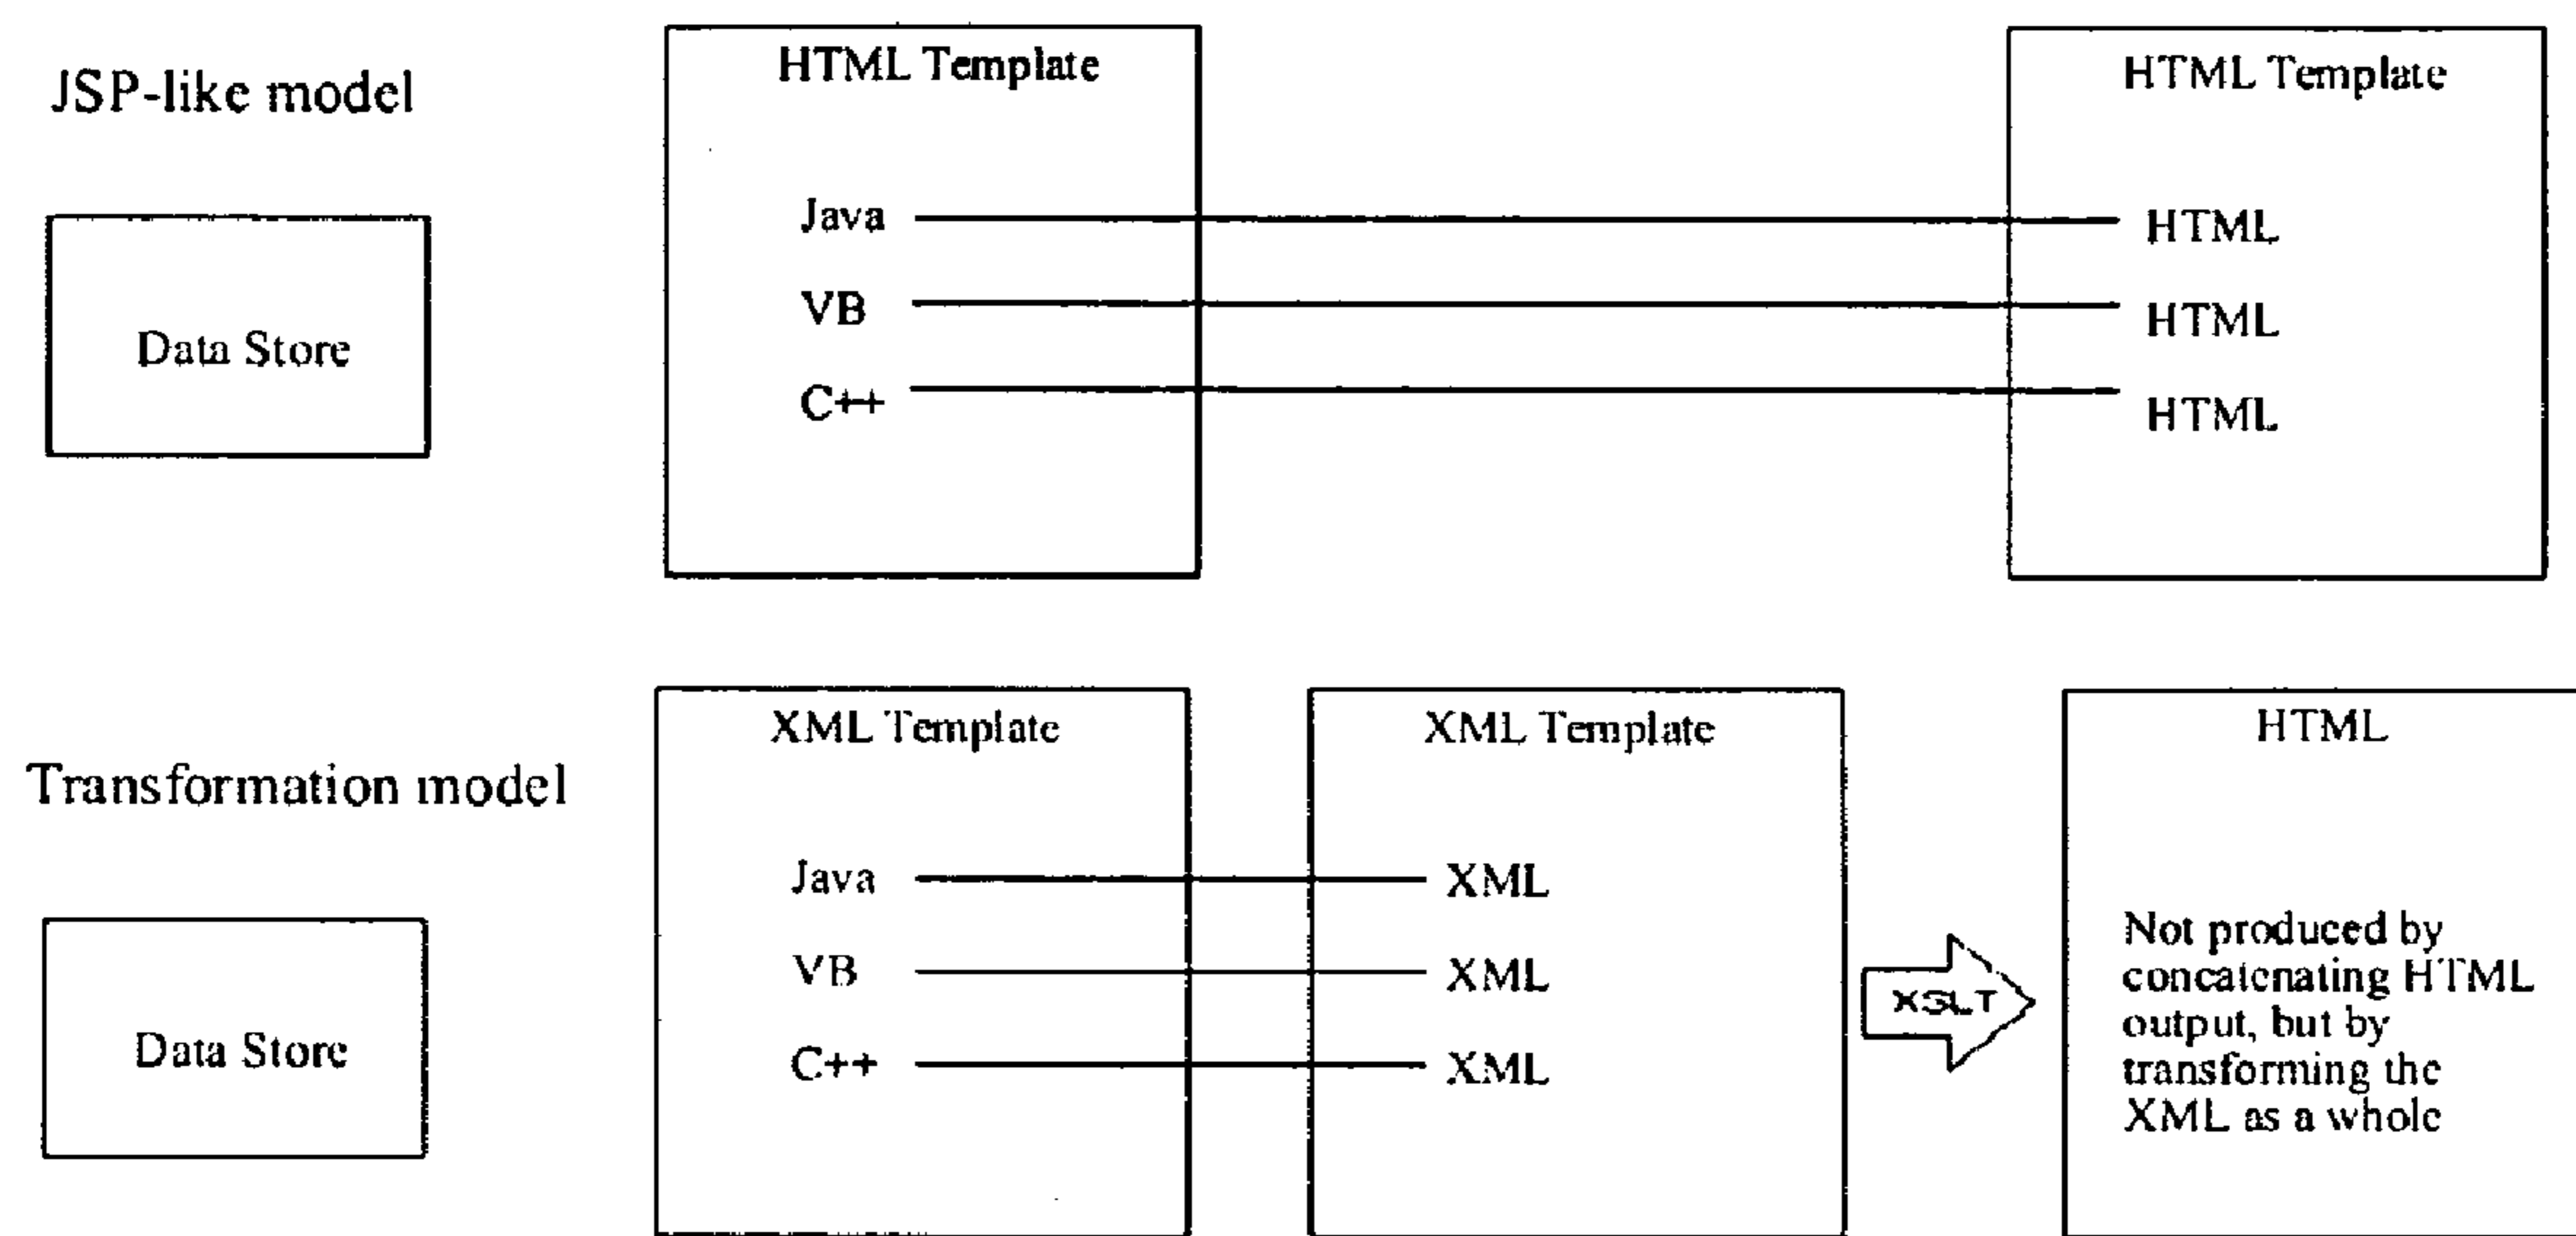 JSP-like model
Data Store
HTML Template
Java
VB
C++
HTML Template
HTML
HTML
HTML
Transformation model
Data Store
XML Template
Java
VB
C++
XML Template
XML
XML
XML
XSLT
HTML
Not produced by
concatenating HTML
output, but by
transforming the
XML as a whole